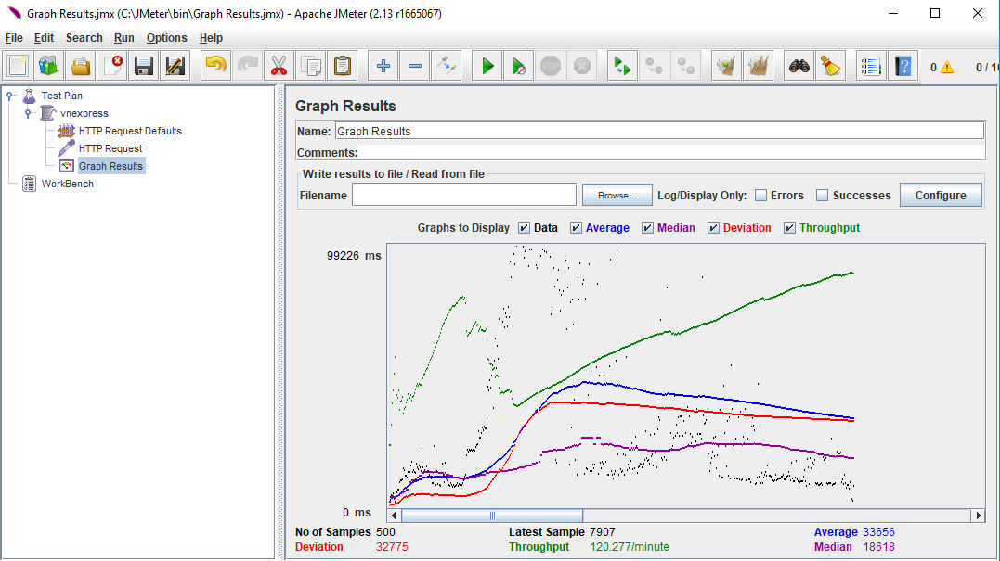 Graph Results.jmx (C:\JMeter\bin\Graph Results.jmx) - Apache JMeter (2.13 r1665067)
File Edit Search Run Options Help
STOP 0 0 / 10
Test Plan
vnexpress
HTTP Request Defaults
HTTP Request
Graph Results
WorkBench
Graph Results
Name: Graph Results
Comments:
Write results to file / Read from file
Filename Browse... Log/Display Only: Errors Successes Configure
Graphs to Display Data Average Median Deviation Throughput
99226 ms
0 ms
No of Samples 500 Latest Sample 7907 Average 33656
Deviation 32775 Throughput 120.277/minute Median 18618